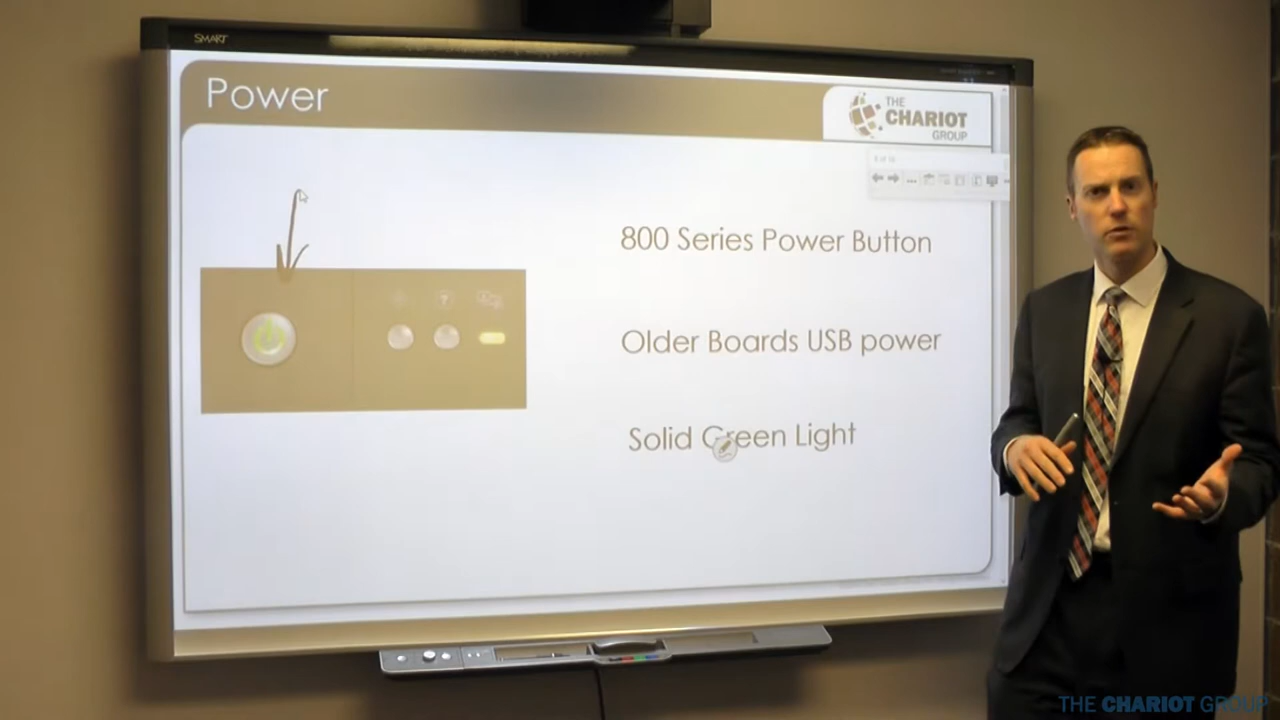 SMART
Power
THE
CHARIOT
GROUP
800 Series Power Button
?
Older Boards USB power
Solid Green Light
THE CHARIOT GROUP